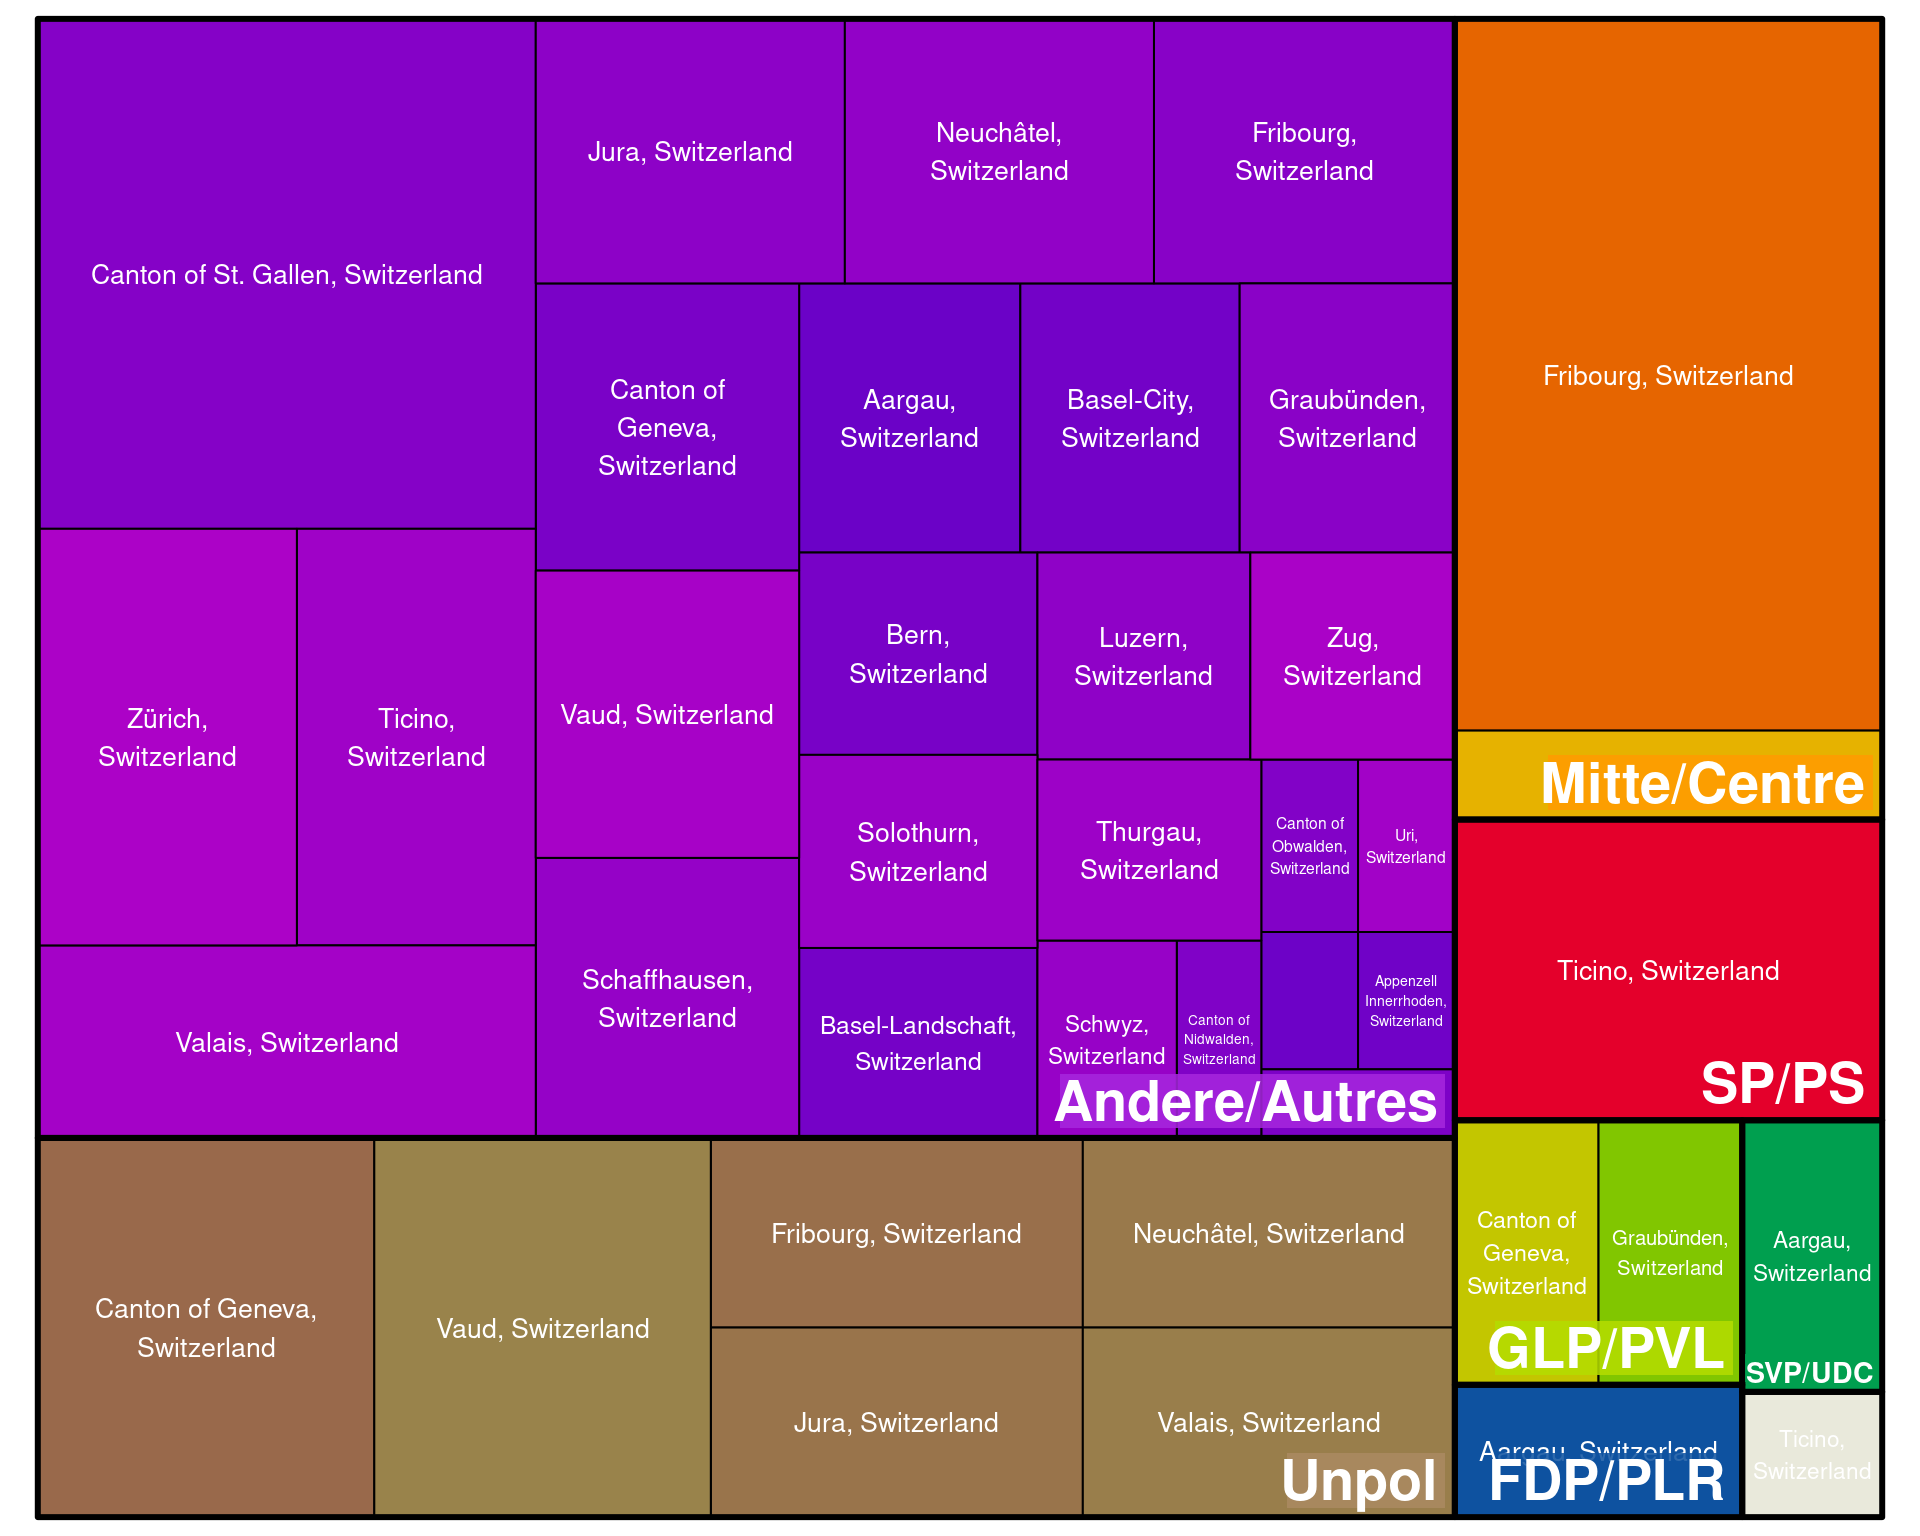 Canton of St. Gallen, Switzerland
Jura, Switzerland
Neuchâtel,
Switzerland
Fribourg,
Switzerland
Canton of
Geneva,
Switzerland
Aargau,
Switzerland
Basel-City,
Switzerland
Graubünden,
Switzerland
Zürich,
Switzerland
Ticino,
Switzerland
Vaud, Switzerland
Bern,
Switzerland
Luzern,
Switzerland
Zug,
Switzerland
Solothurn,
Switzerland
Thurgau,
Switzerland
Canton of
Obwalden,
Switzerland
Uri,
Switzerland
Valais, Switzerland
Schaffhausen,
Switzerland
Basel-Landschaft,
Switzerland
Schwyz,
Switzerland
Canton of
Nidwalden,
Switzerland
Appenzell
Innerrhoden,
Switzerland
Andere/Autres
Fribourg, Switzerland
Mitte/Centre
Ticino, Switzerland
SP/PS
Canton of Geneva,
Switzerland
Vaud, Switzerland
Fribourg, Switzerland
Neuchâtel, Switzerland
Jura, Switzerland
Valais, Switzerland
Unpol
Canton of
Geneva,
Switzerland
Graubünden,
Switzerland
GLP/PVL
Aargau,
Switzerland
SVP/UDC
Aargau, Switzerland
FDP/PLR
Ticino,
Switzerland